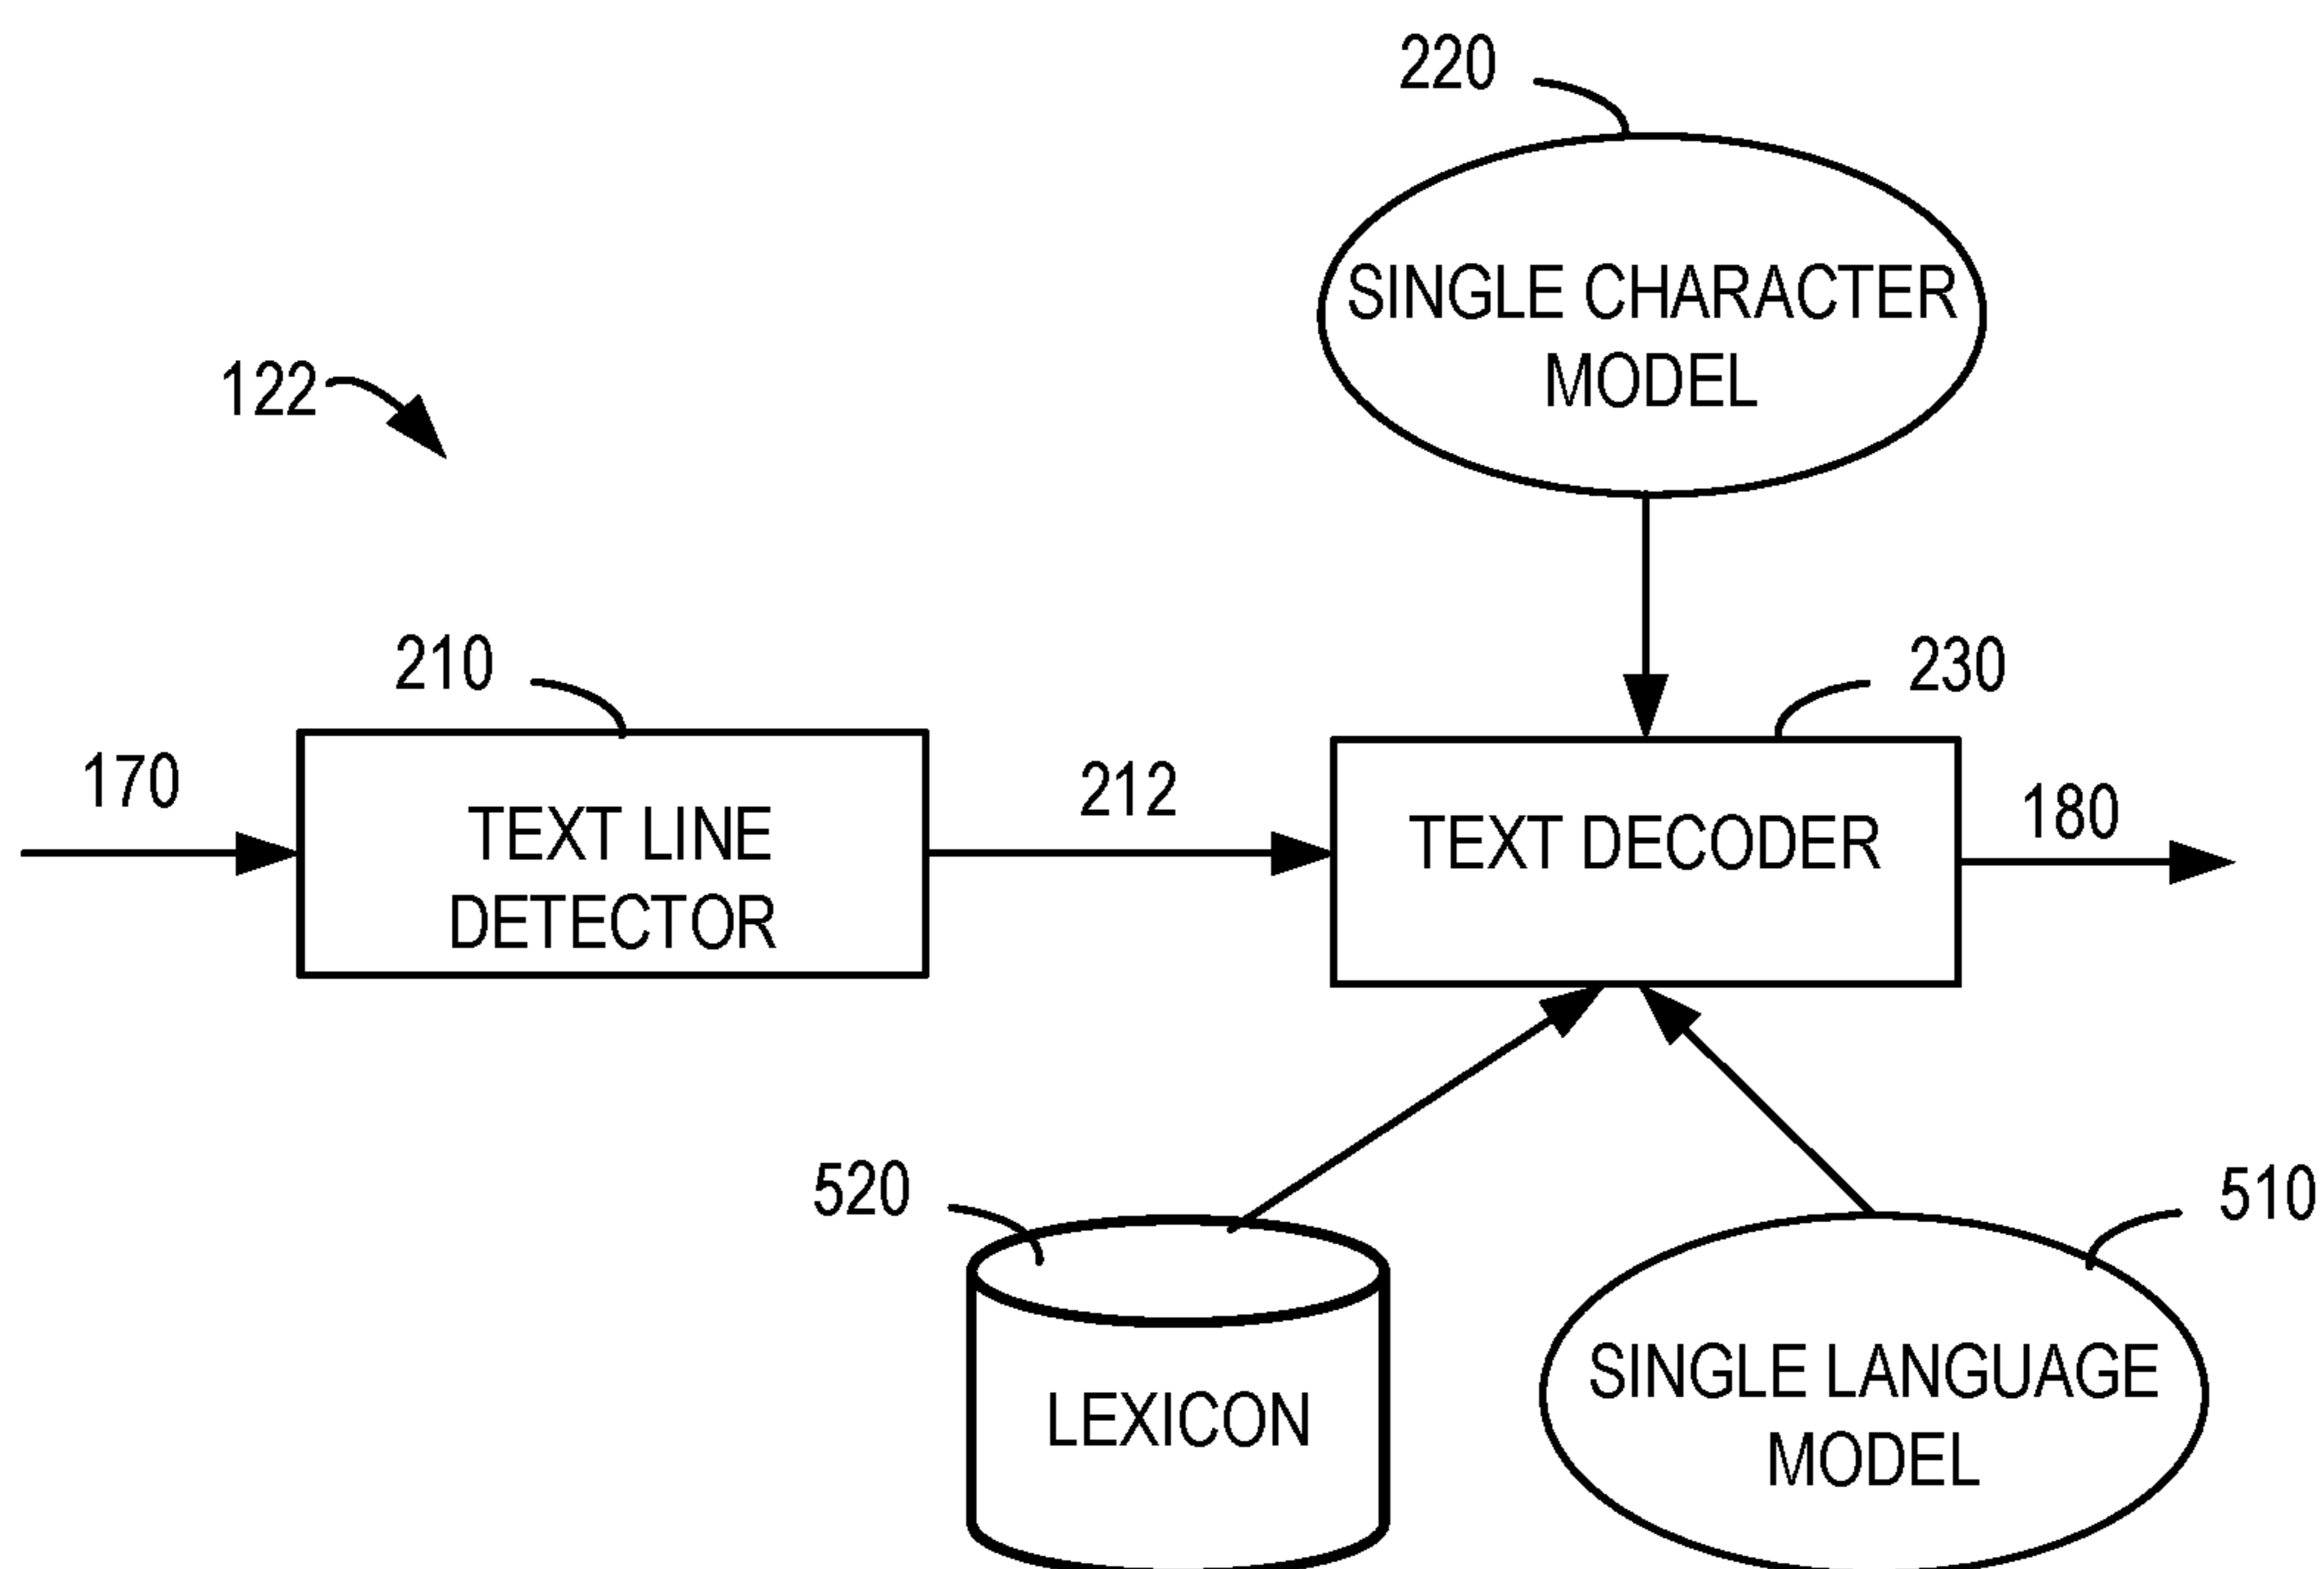 220
SINGLE CHARACTER
MODEL
122
210
230
170
TEXT LINE
DETECTOR
212
TEXT DECODER
180
520
510
LEXICON
SINGLE LANGUAGE
MODEL